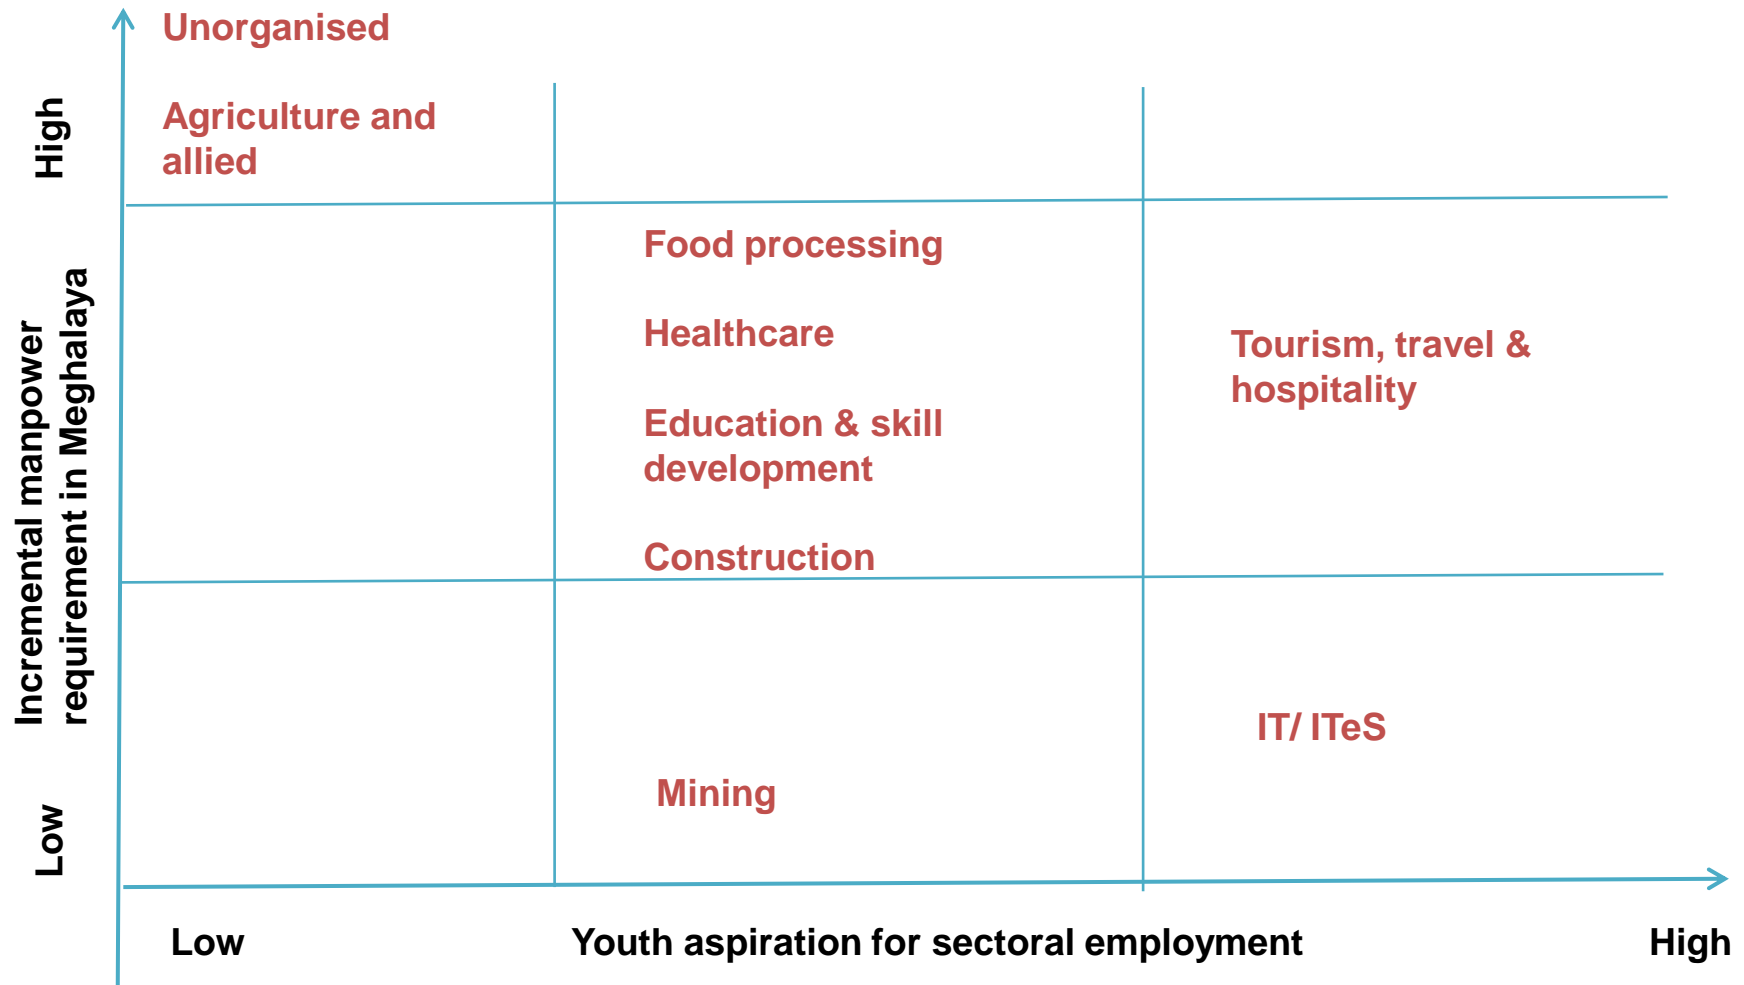 Unorganised
Agriculture and
allied
High
Food processing
Healthcare
Education & skill
development
Construction
Tourism, travel &
hospitality
Incremental manpower
requirement in Meghalaya
IT/ ITeS
Mining
Low
Low
Youth aspiration for sectoral employment
High